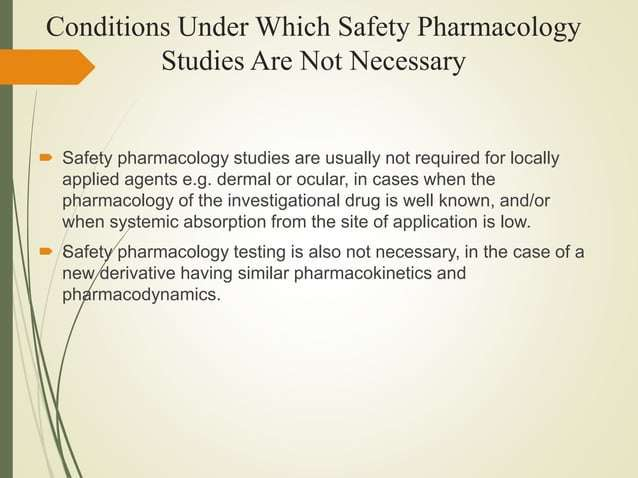 Conditions Under Which Safety Pharmacology
Studies Are Not Necessary
Safety pharmacology studies are usually not required for locally
applied agents e.g. dermal or ocular, in cases when the
pharmacology of the investigational drug is well known, and/or
when systemic absorption from the site of application is low.
Safety pharmacology testing is also not necessary, in the case of a
new derivative having similar pharmacokinetics and
pharmacodynamics.